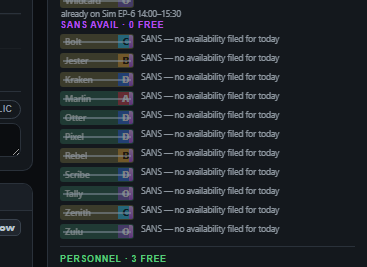 Wildcard
already on Sim EP-6 14:00–15:30
SANS AVAIL · 0 FREE
Bolt C SANS — no availability filed for today
Jester B SANS — no availability filed for today
Kraken D SANS — no availability filed for today
Marlin A SANS — no availability filed for today
Otter D SANS — no availability filed for today
Pixel D SANS — no availability filed for today
Rebel B SANS — no availability filed for today
LIC
Scribe D SANS — no availability filed for today
Tally SANS — no availability filed for today
Zenith C SANS — no availability filed for today
Zulu SANS — no availability filed for today
ow
PERSONNEL · 3 FREE